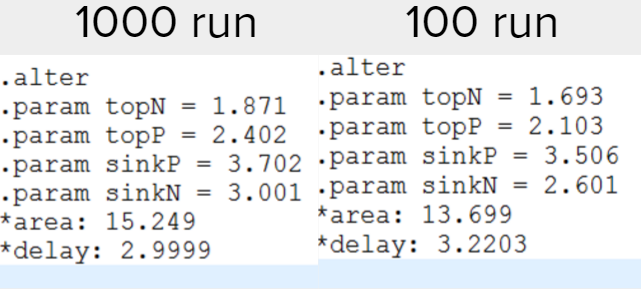 1000 run
.alter
.param topN = 1.871
.param topP = 2.402
.param sinkP = 3.702
.param sinkN = 3.001
*area: 15.249
*delay: 2.9999
100 run
.alter
.param topN = 1.693
.param topP = 2.103
.param sinkP = 3.506
.param sinkN = 2.601
*area: 13.699
*delay: 3.2203